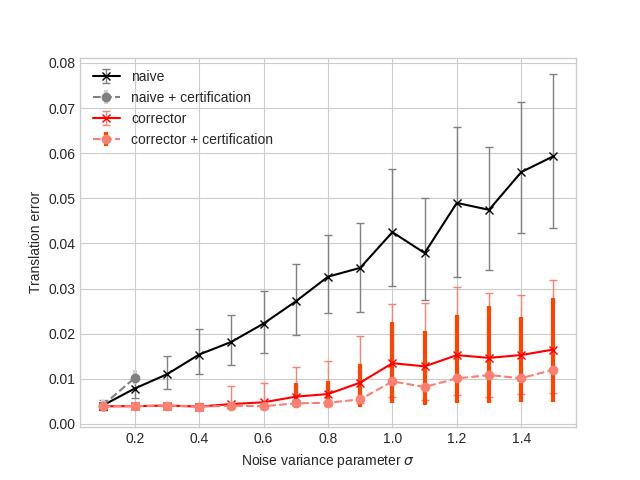 0.08
0.07
0.06
0.05
0.04
0.03
0.02
0.01
0.00
Translation error
naive
naive + certification
corrector
corrector + certification
0.2 0.4 0.6 0.8 1.0 1.2 1.4
Noise variance parameter σ